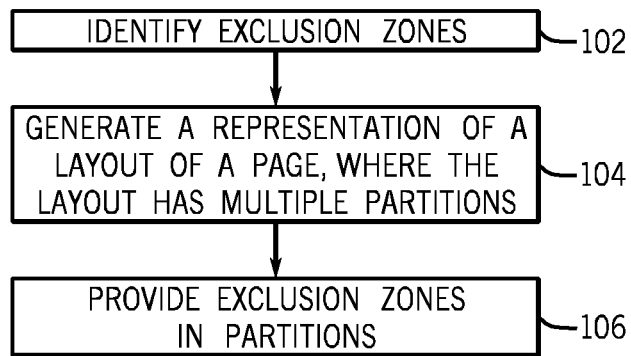 IDENTIFY EXCLUSION ZONES
102
GENERATE A REPRESENTATION OF A
LAYOUT OF A PAGE, WHERE THE
LAYOUT HAS MULTIPLE PARTITIONS
104
PROVIDE EXCLUSION ZONES
IN PARTITIONS
106